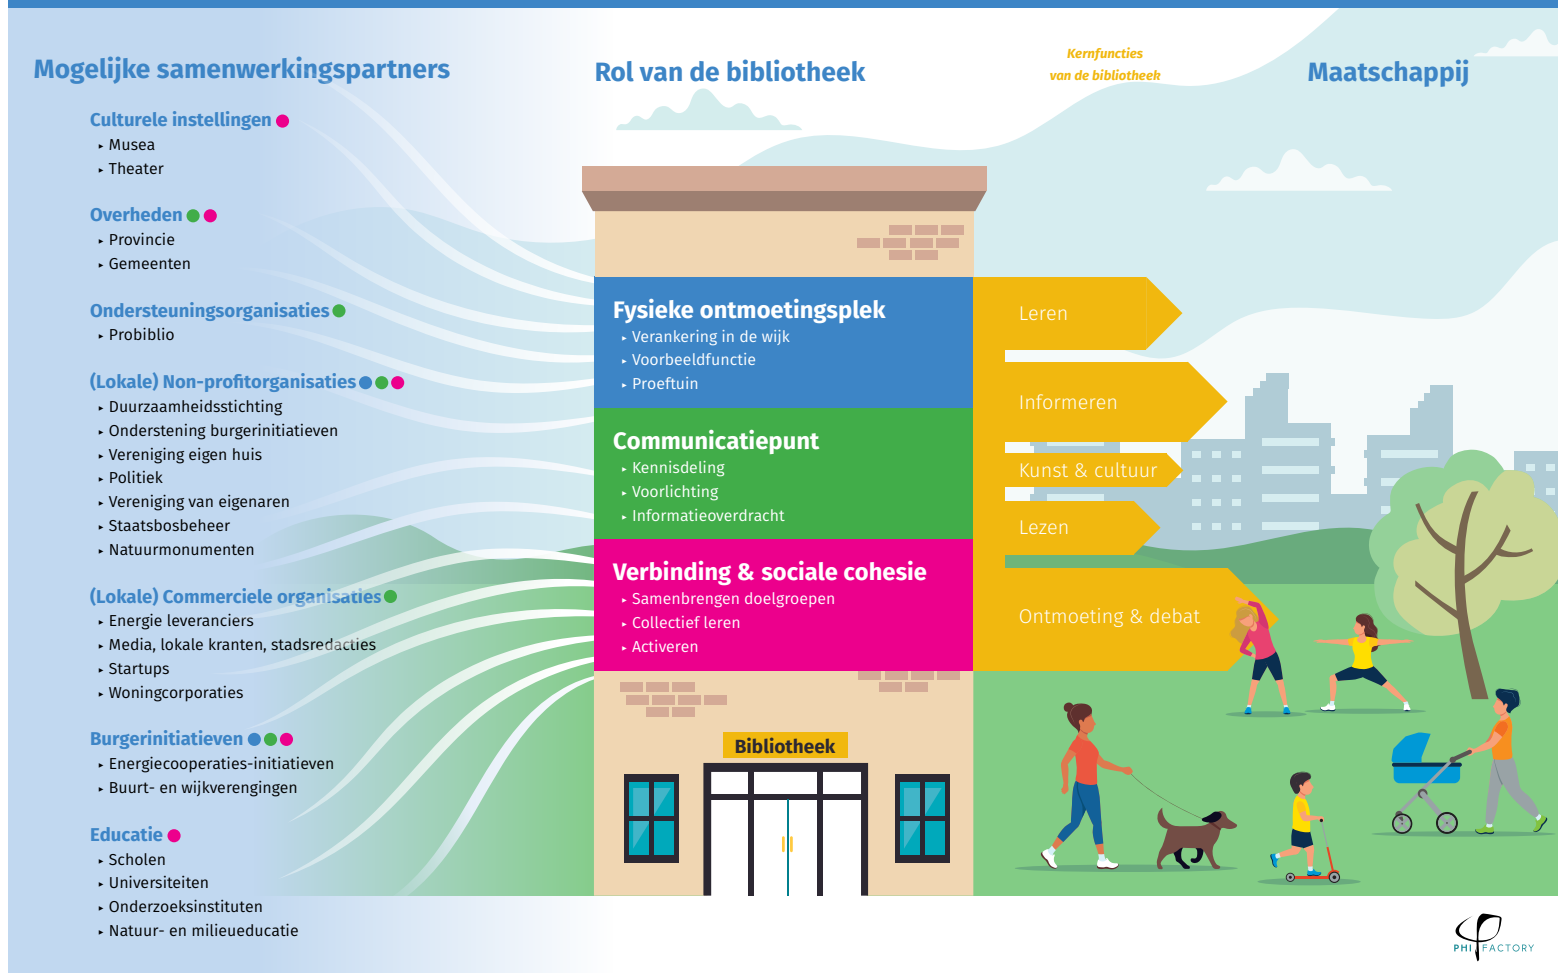 Mogelijke samenwerkingspartners
Culturele instellingen
Musea
Theater
Overheden
Provincie
Gemeenten
Ondersteuningsorganisaties
Probiblio
(Lokale) Non-profitorganisaties
Duurzaamheidsstichting
Onderstening burgerinitiatieven
Vereniging eigen huis
Politiek
Vereniging van eigenaren
Staatsbosbeheer
Natuurmonumenten
(Lokale) Commerciele organisaties
Energie leveranciers
Media, lokale kranten, stadsredacties
Startups
Woningcorporaties
Burgerinitiatieven
Energiecooperaties-initiatieven
Buurt- en wijkverengingen
Educatie
Scholen
Universiteiten
Onderzoeksinstituten
Natuur- en milieueducatie
Rol van de bibliotheek
Fysieke ontmoetingsplek
Verankering in de wijk
Voorbeeldfunctie
Proeftuin
Communicatiepunt
Kennisdeling
Voorlichting
Informatieoverdracht
Verbinding & sociale cohesie
Samenbrengen doelgroepen
Collectief leren
Activeren
Bibliotheek
Kernfuncties
van de bibliotheek
Leren
Informeren
Kunst & cultuur
Lezen
Ontmoeting & debat
Maatschappij
PHI FACTORY